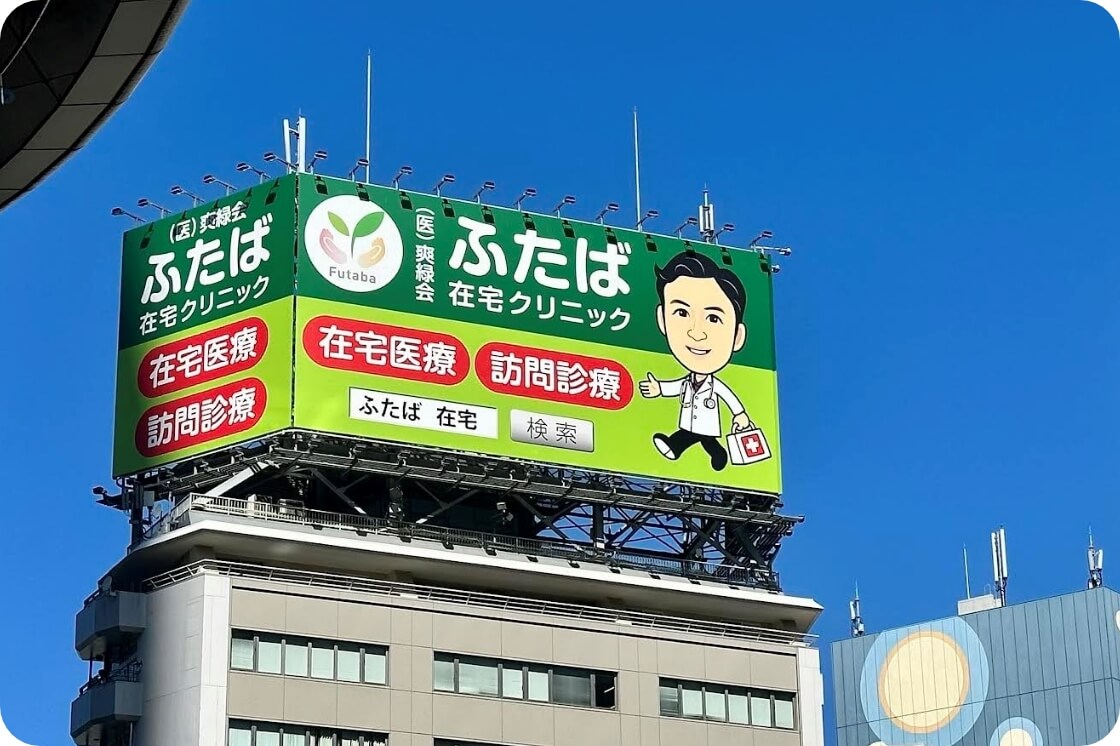 (医)爽緑会
ふたば
在宅クリニック
在宅医療
訪問診療
Futaba
(医)爽緑会
ふたば
在宅クリニック
在宅医療
訪問診療
ふたば 在宅
検索